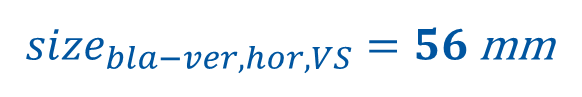 size_{bla−ver,hor,VS} = 56 mm